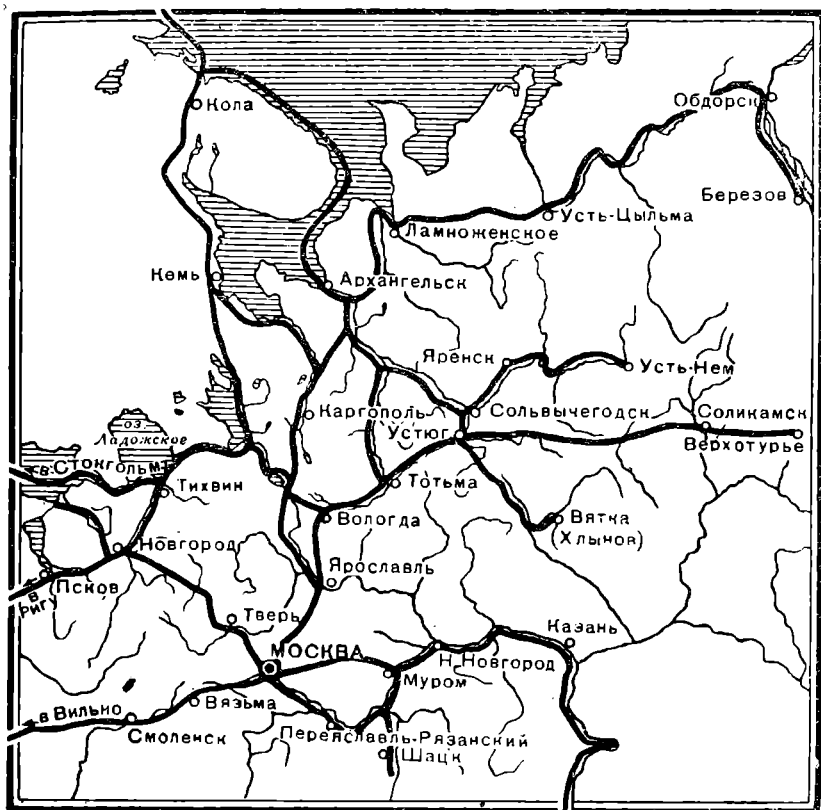 Кола
Обдорск
Березов
Усть-Цыльма
Ламноженское
Кемь
Архангельск
Яренск
Усть-Нем
оз.
Ладожское
Каргополь
Сольвычегодск
Соликамск
Устюг
Верхотурье
в Стокгольм
Тихвин
Тотьма
Вологда
Вятка
(Хлынов)
Новгород
Псков
в
Ригу
Ярославль
Тверь
Казань
МОСКВА
Н.Новгород
Муром
Вязьма
в Вильно
Смоленск
Переяславль-Рязанский
Шацк